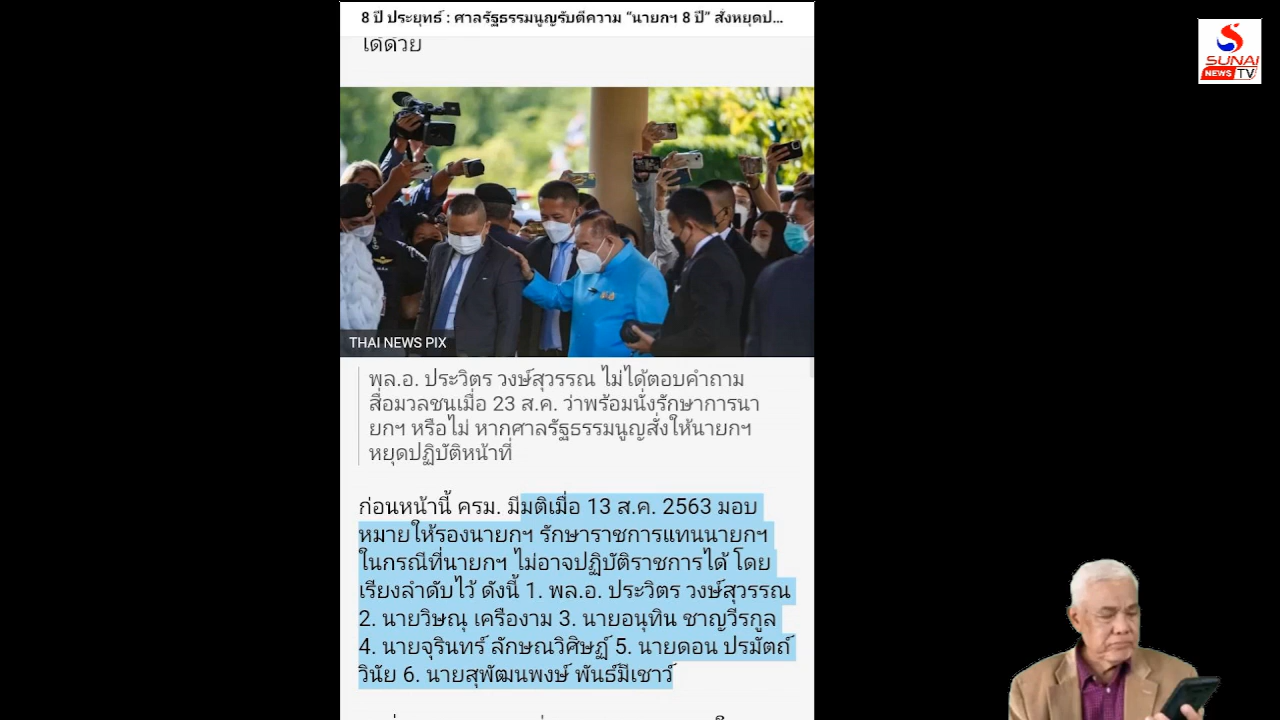 8 ปี ประยุทธ์ : ศาลรัฐธรรมนูญรับตีความ “นายกฯ 8 ปี” สั่งหยุดป...
ได้ด้วย
SUNAI
NEWS TV
THAI NEWS PIX
พล.อ. ประวิตร วงษ์สุวรรณ ไม่ได้ตอบคำถาม
สื่อมวลชนเมื่อ 23 ส.ค. ว่าพร้อมนั่งรักษาการนา
ยกฯ หรือไม่ หากศาลรัฐธรรมนูญสั่งให้นายกฯ
หยุดปฏิบัติหน้าที่
ก่อนหน้านี้ ครม. มีมติเมื่อ 13 ส.ค. 2563 มอบ
หมายให้รองนายกฯ รักษาราชการแทนนายกฯ
ในกรณีที่นายกฯ ไม่อาจปฏิบัติราชการได้ โดย
เรียงลำดับไว้ ดังนี้ 1. พล.อ. ประวิตร วงษ์สุวรรณ
2. นายวิษณุ เครืองาม 3. นายอนุทิน ชาญวีรกูล
4. นายจุรินทร์ ลักษณวิศิษฏ์ 5. นายดอน ปรมัตถ์
วินัย 6. นายสุพัฒนพงษ์ พันธ์มีเชาว์